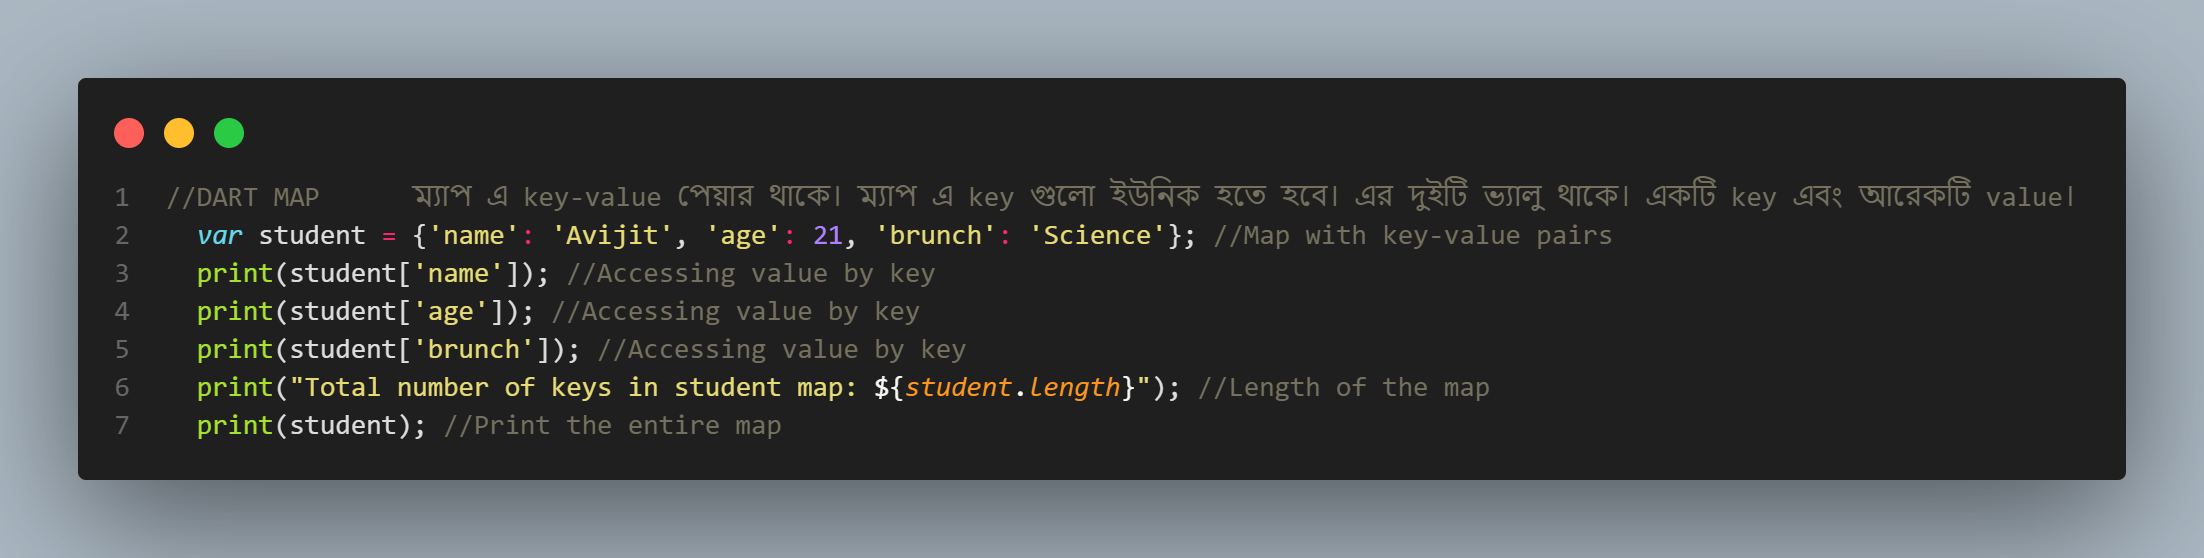 1 //DART MAP      ম্যাপ এ key-value পেয়ার থাকে। ম্যাপ এ key গুলো ইউনিক হতে হবে। এর দুইটি ভ্যালু থাকে। একটি key এবং আরেকটি value।
2   var student = {'name': 'Avijit', 'age': 21, 'brunch': 'Science'}; //Map with key-value pairs
3   print(student['name']); //Accessing value by key
4   print(student['age']); //Accessing value by key
5   print(student['brunch']); //Accessing value by key
6   print("Total number of keys in student map: ${student.length}"); //Length of the map
7   print(student); //Print the entire map